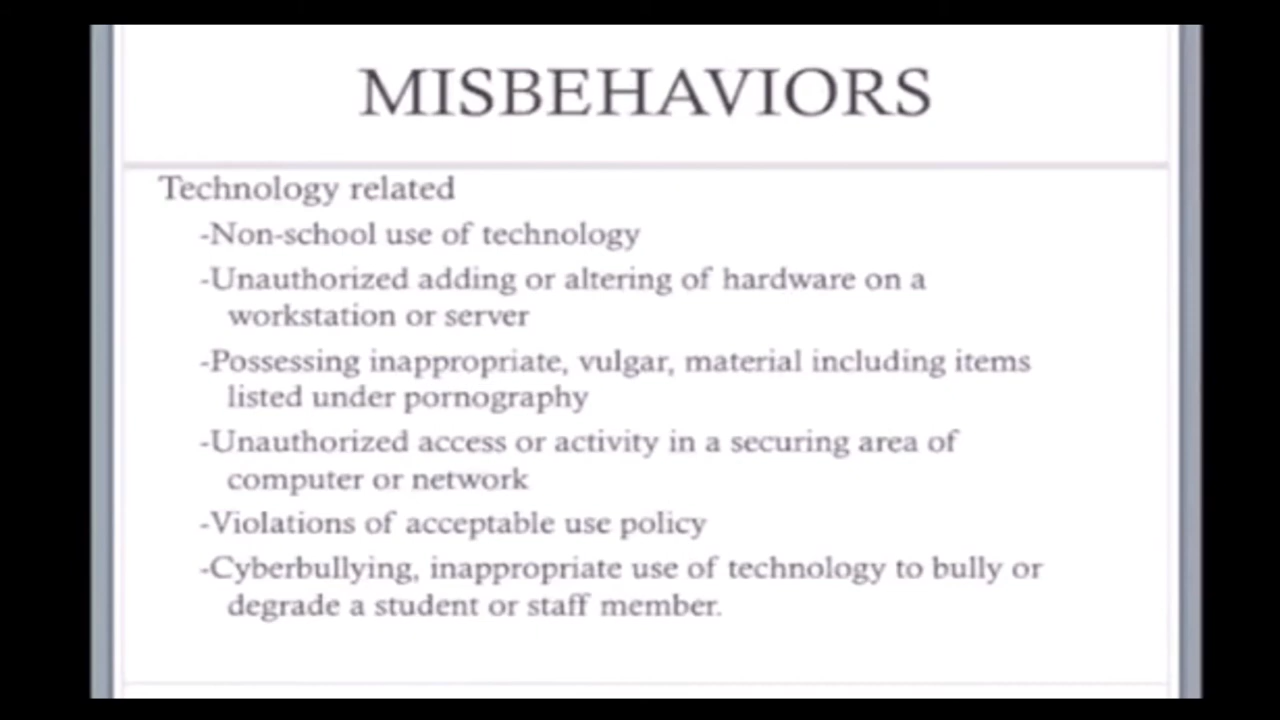 MISBEHAVIORS
Technology related
-Non-school use of technology
-Unauthorized adding or altering of hardware on a
workstation or server
-Possessing inappropriate, vulgar, material including items
listed under pornography
-Unauthorized access or activity in a securing area of
computer or network
-Violations of acceptable use policy
-Cyberbullying, inappropriate use of technology to bully or
degrade a student or staff member.